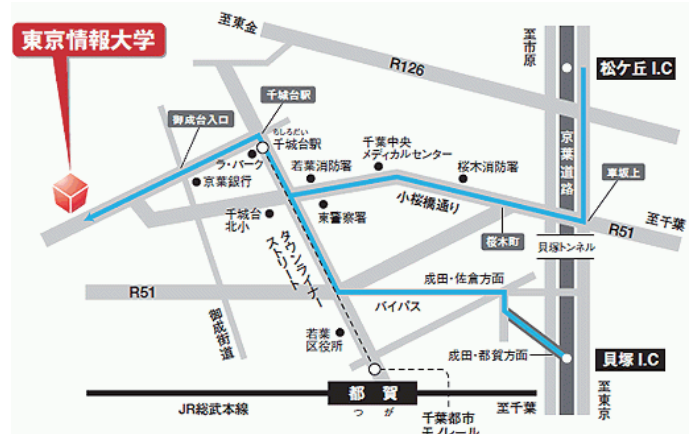 東京情報大学
至東金
R126
至市原
松ケ丘 I.C
千城台駅
御成台入口
ちしろだい
千城台駅
ラ・パーク
京葉銀行
若葉消防署
千葉中央
メディカルセンター
桜木消防署
京葉道路
車坂上
小桜橋通り
至千葉
R51
千城台
北小
東警察署
桜木町
貝塚トンネル
タウンライナー
ストリート
成田・佐倉方面
R51
バイパス
御成街道
若葉
区役所
成田・都賀方面
貝塚 I.C
都賀
つが
JR総武本線
至千葉
至東京
千葉都市
モノレール